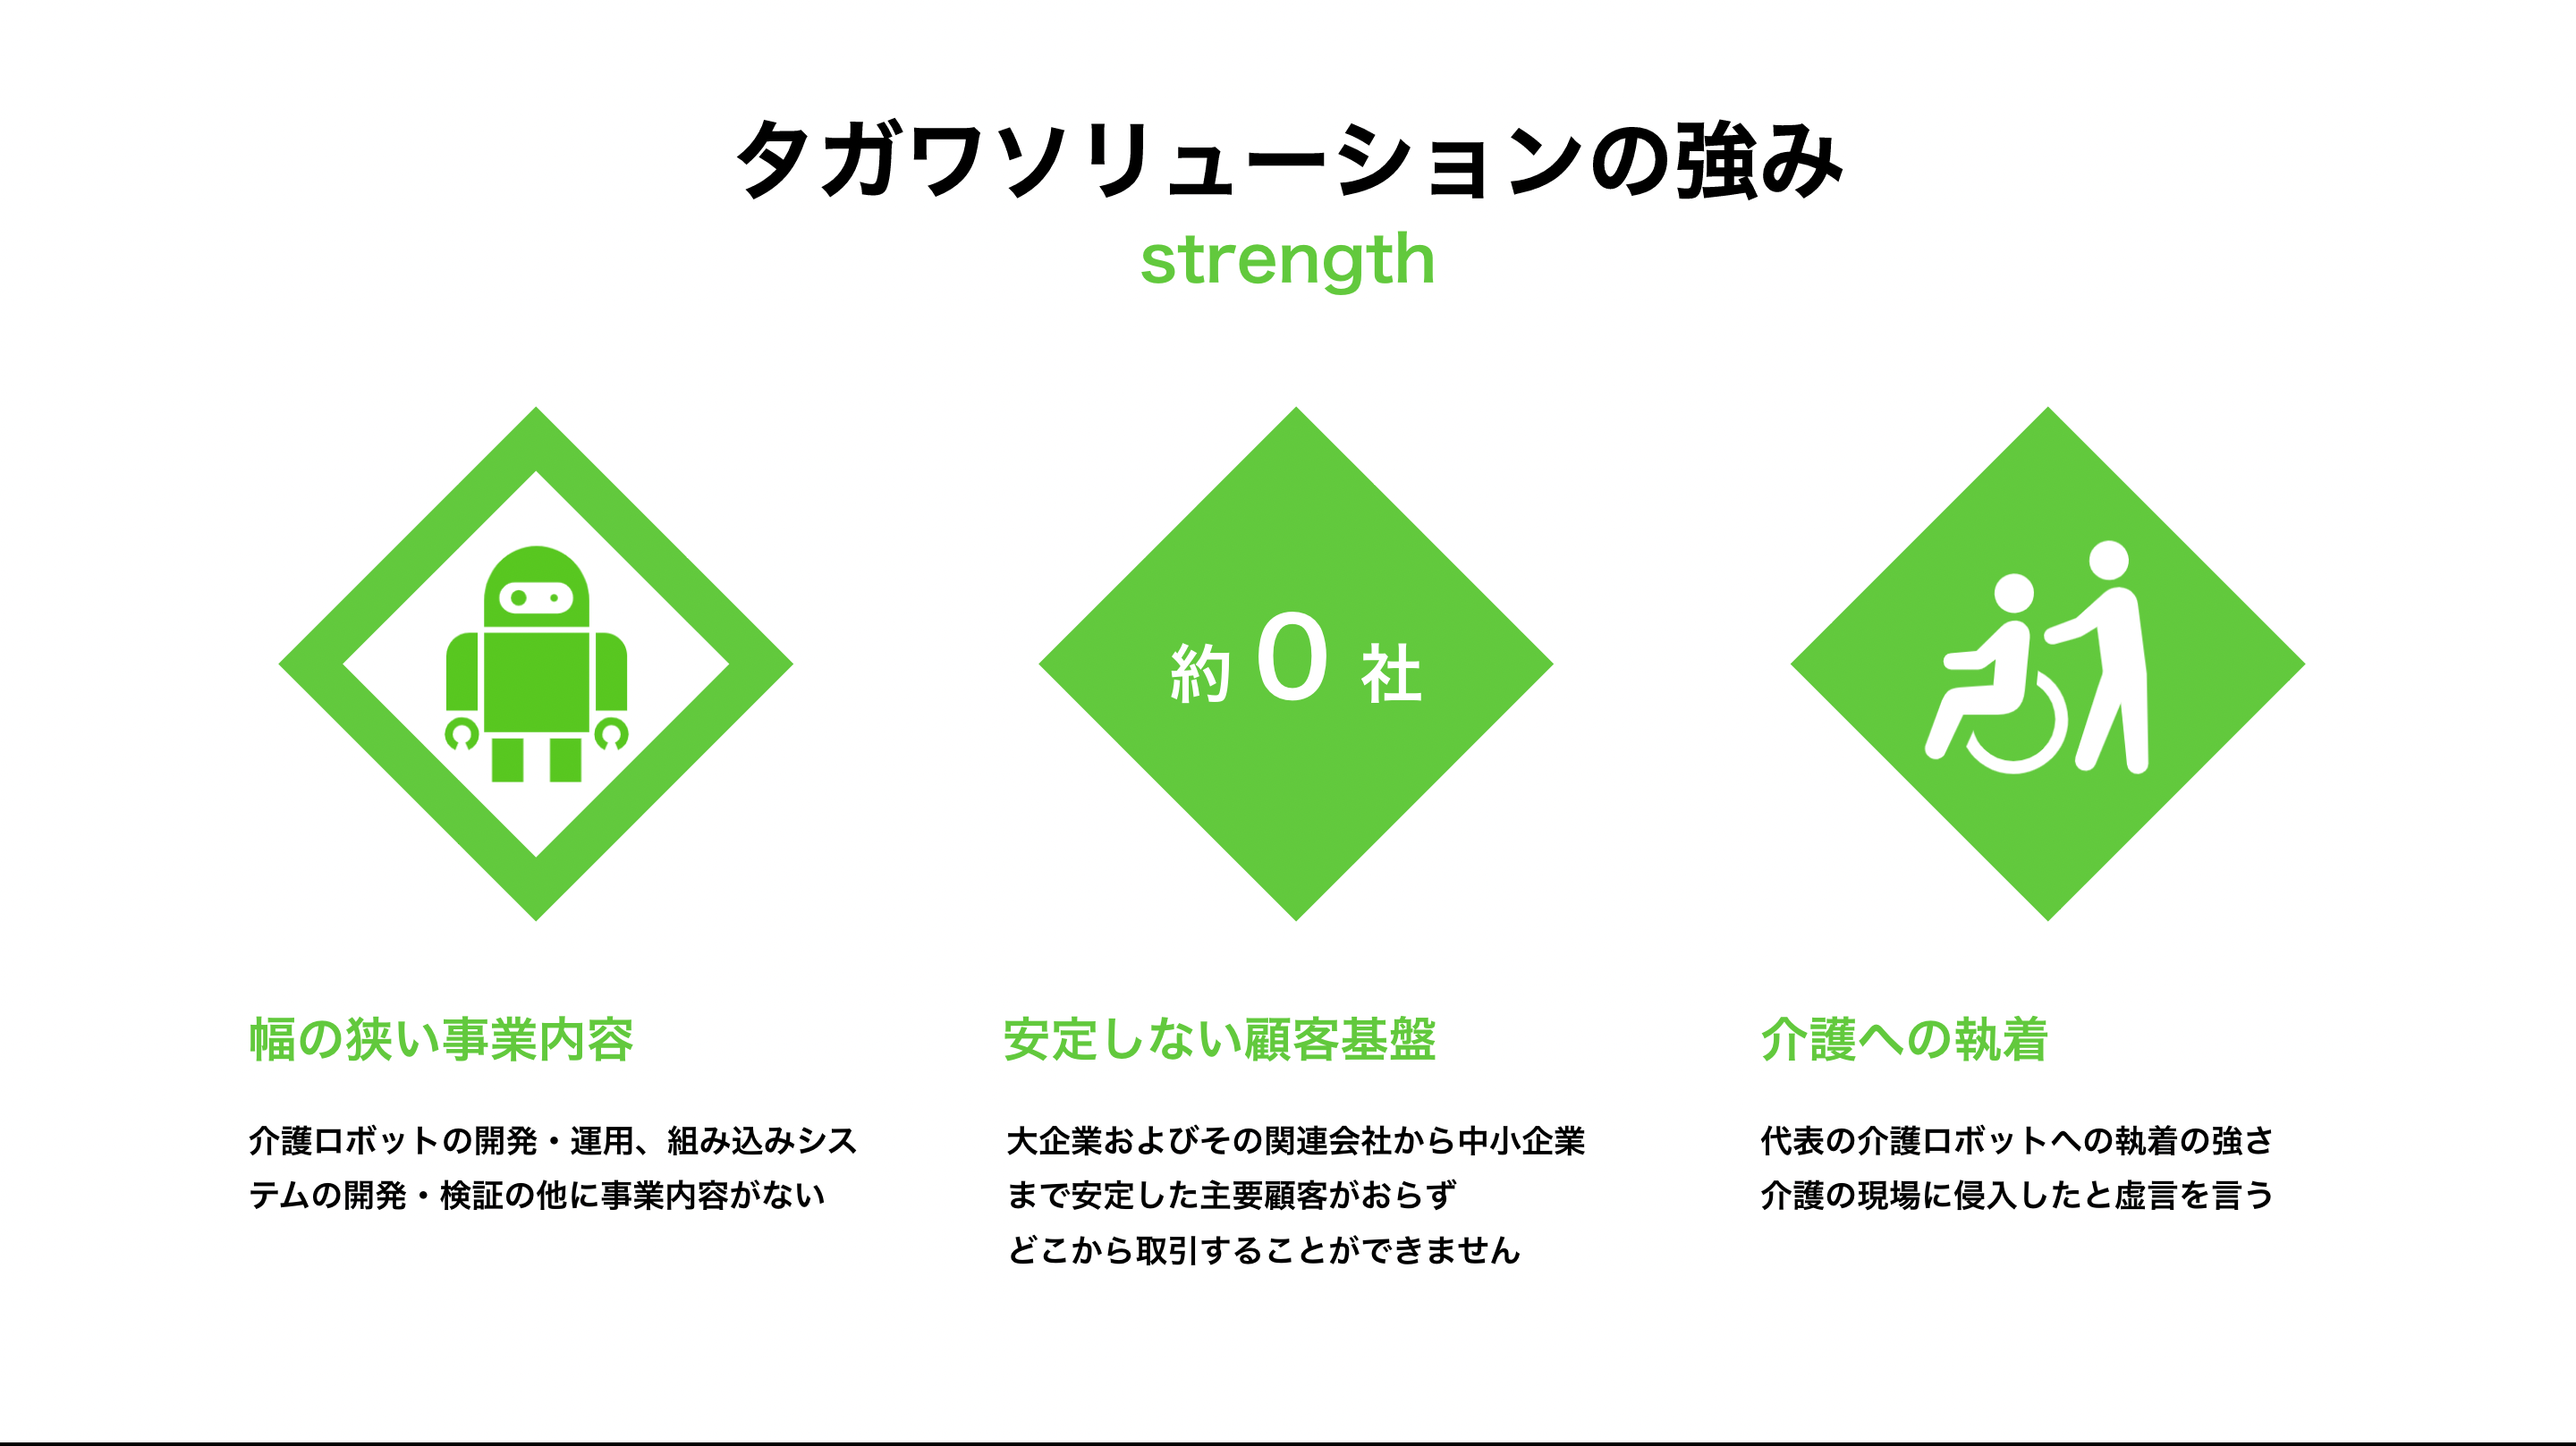 タガワソリューションの強み
strength
約 0 社
幅の狭い事業内容
介護ロボットの開発・運用、組み込みシス
テムの開発・検証の他に事業内容がない
安定しない顧客基盤
大企業およびその関連会社から中小企業
まで安定した主要顧客がおらず
どこから取引することができません
介護への執着
代表の介護ロボットへの執着の強さ
介護の現場に侵入したと虚言を言う